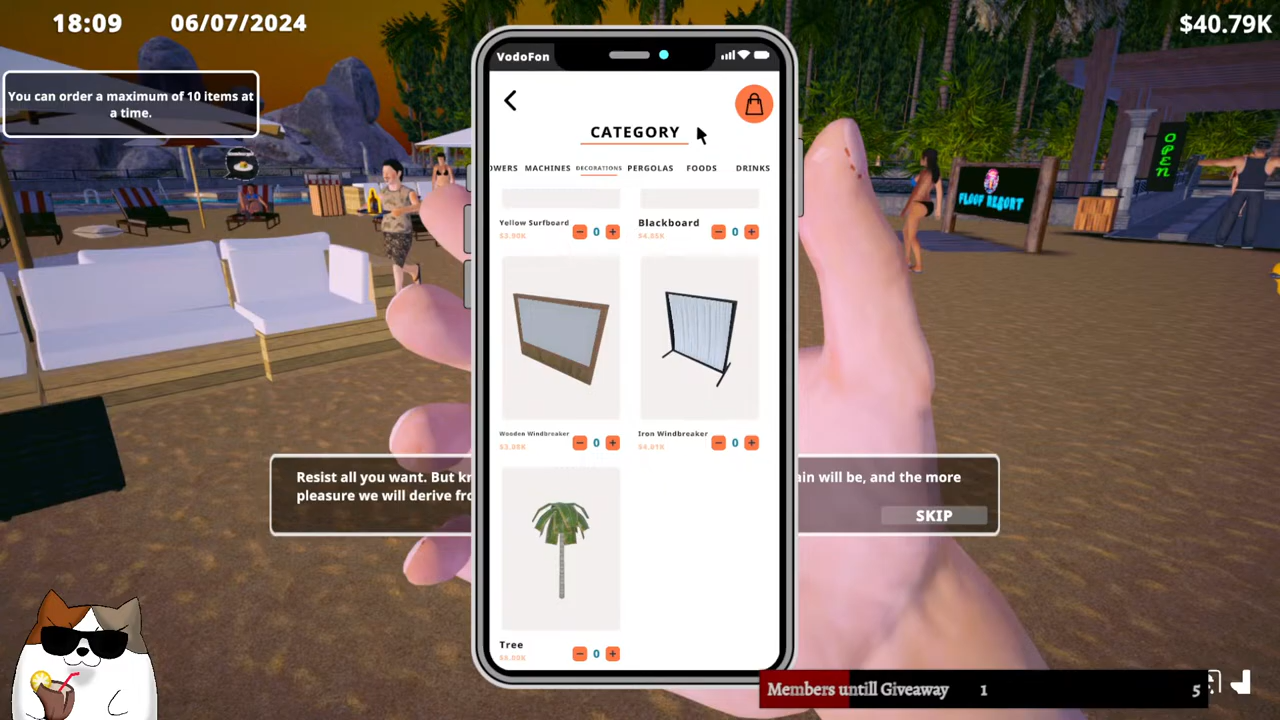 18:09
06/07/2024
$40.79K
VodoFon
You can order a maximum of 10 items at
a time.
CATEGORY
OWERS MACHINES DECORATIONS PERGOLAS FOODS DRINKS
OPEN
FLOOF RESORT
Yellow Surfboard
- 0 +
Blackboard
- 0 +
Wooden Windbreaker
- 0 +
Iron Windbreaker
- 0 +
Resist all you want. But kn
ain will be, and the more
pleasure we will derive fro
SKIP
Tree
- 0 +
Members untill Giveaway 1 5